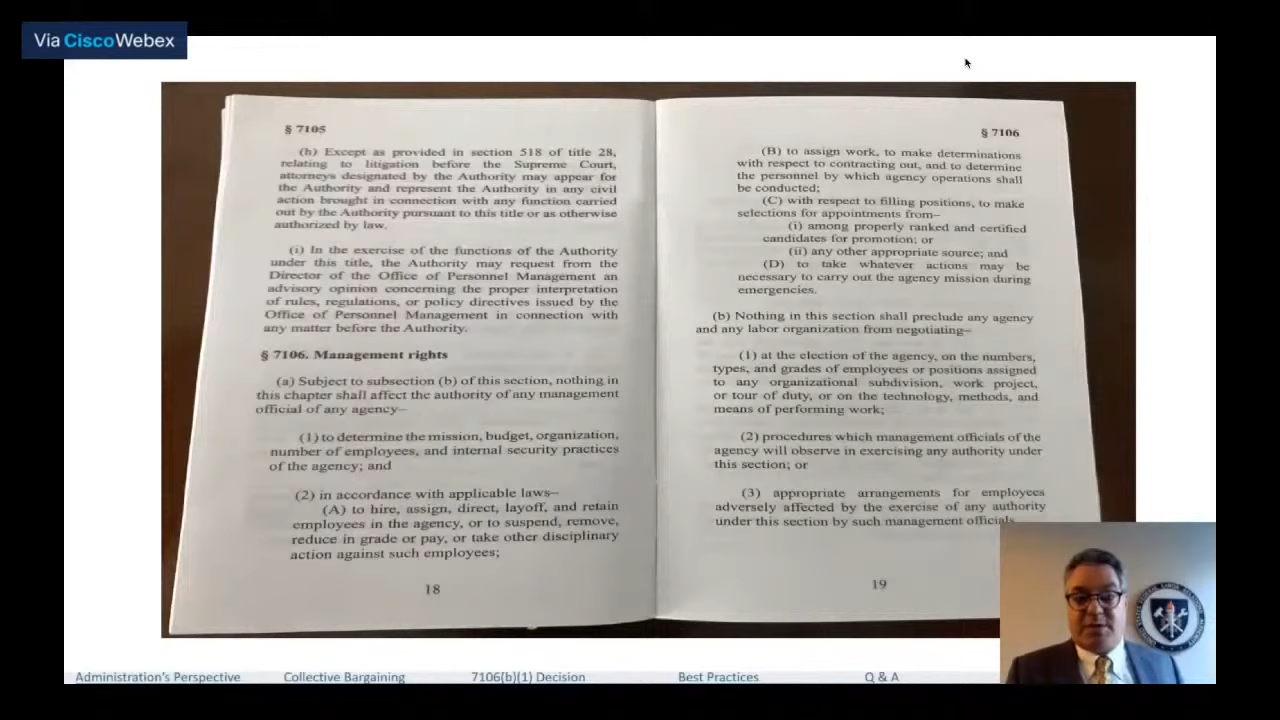 Via Cisco Webex
§ 7105
(h) Except as provided in section 518 of title 28,
relating to litigation before the Supreme Court,
attorneys designated by the Authority may appear for
the Authority and represent the Authority in any civil
action brought in connection with any function carried
out by the Authority pursuant to this title or as otherwise
authorized by law.
(i) In the exercise of the functions of the Authority
under this title, the Authority may request from the
Director of the Office of Personnel Management an
advisory opinion concerning the proper interpretation
of rules, regulations, or policy directives issued by the
Office of Personnel Management in connection with
any matter before the Authority.
§ 7106. Management rights
(a) Subject to subsection (b) of this section, nothing in
this chapter shall affect the authority of any management
official of any agency–
(1) to determine the mission, budget, organization,
number of employees, and internal security practices
of the agency; and
(2) in accordance with applicable laws–
(A) to hire, assign, direct, layoff, and retain
employees in the agency, or to suspend, remove,
reduce in grade or pay, or take other disciplinary
action against such employees;
18
§ 7106
(B) to assign work, to make determinations
with respect to contracting out, and to determine
the personnel by which agency operations shall
be conducted;
(C) with respect to filling positions, to make
selections for appointments from–
(i) among properly ranked and certified
candidates for promotion; or
(ii) any other appropriate source; and
(D) to take whatever actions may be
necessary to carry out the agency mission during
emergencies.
(b) Nothing in this section shall preclude any agency
and any labor organization from negotiating–
(1) at the election of the agency, on the numbers,
types, and grades of employees or positions assigned
to any organizational subdivision, work project,
or tour of duty, or on the technology, methods, and
means of performing work;
(2) procedures which management officials of the
agency will observe in exercising any authority under
this section; or
(3) appropriate arrangements for employees
adversely affected by the exercise of any authority
under this section by such management officials.
19
Administration's Perspective
Collective Bargaining
7106(b)(1) Decision
Best Practices
Q & A